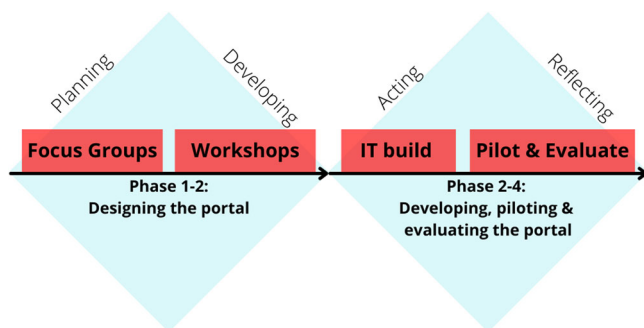 Planning
Developing
Acting
Reflecting
Focus Groups
Workshops
IT build
Pilot & Evaluate
Phase 1-2:
Designing the portal
Phase 2-4:
Developing, piloting &
evaluating the portal